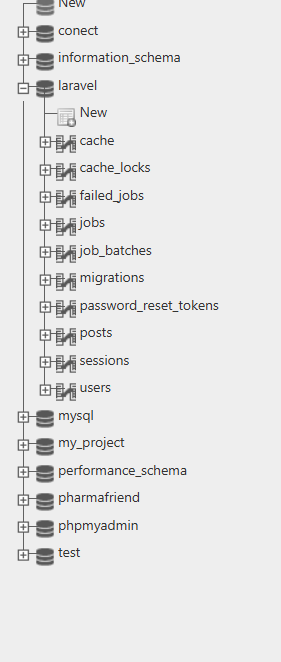 New
conect
information_schema
laravel
New
cache
cache_locks
failed_jobs
jobs
job_batches
migrations
password_reset_tokens
posts
sessions
users
mysql
my_project
performance_schema
pharmafriend
phpmyadmin
test